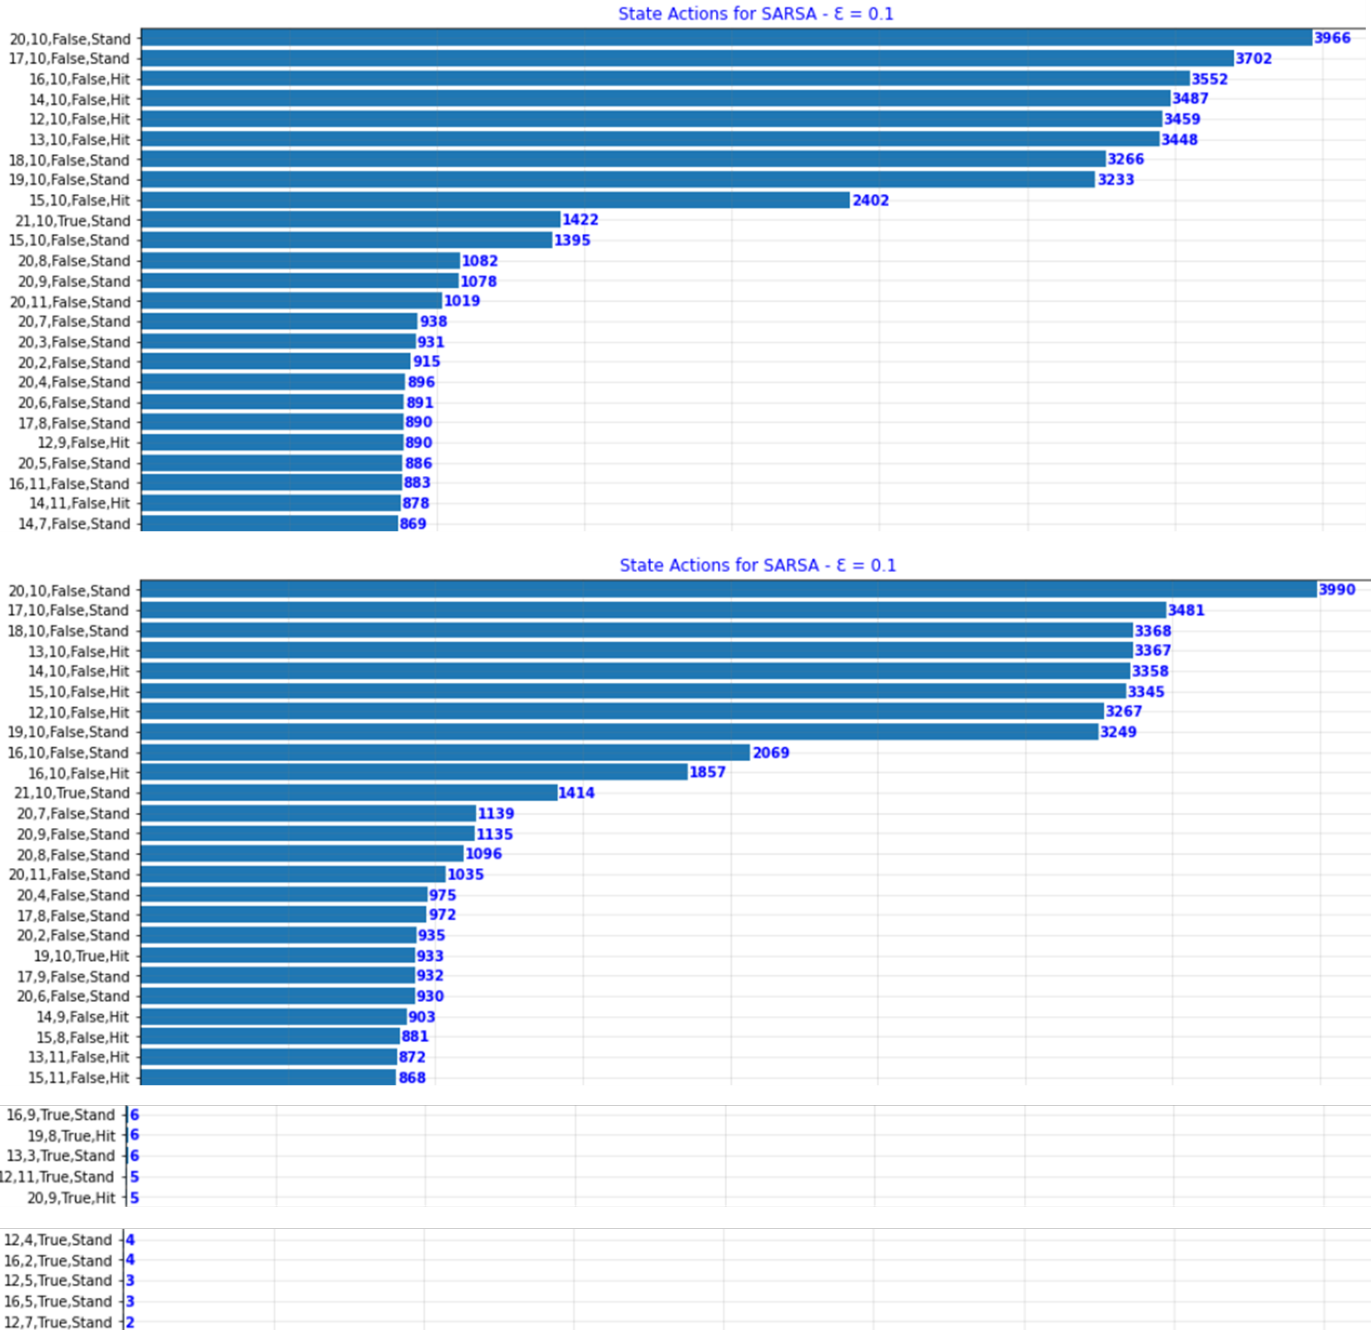 State Actions for SARSA - Ɛ = 0.1
20,10,False,Stand 3966
17,10,False,Stand 3702
16,10,False,Hit 3552
14,10,False,Hit 3487
12,10,False,Hit 3459
13,10,False,Hit 3448
18,10,False,Stand 3266
19,10,False,Stand 3233
15,10,False,Hit 2402
21,10,True,Stand 1422
15,10,False,Stand 1395
20,8,False,Stand 1082
20,9,False,Stand 1078
20,11,False,Stand 1019
20,7,False,Stand 938
20,3,False,Stand 931
20,2,False,Stand 915
20,4,False,Stand 896
20,6,False,Stand 891
17,8,False,Stand 890
12,9,False,Hit 890
20,5,False,Stand 886
16,11,False,Stand 883
14,11,False,Hit 878
14,7,False,Stand 869
State Actions for SARSA - Ɛ = 0.1
20,10,False,Stand 3990
17,10,False,Stand 3481
18,10,False,Stand 3368
13,10,False,Hit 3367
14,10,False,Hit 3358
15,10,False,Hit 3345
12,10,False,Hit 3267
19,10,False,Stand 3249
16,10,False,Stand 2069
16,10,False,Hit 1857
21,10,True,Stand 1414
20,7,False,Stand 1139
20,9,False,Stand 1135
20,8,False,Stand 1096
20,11,False,Stand 1035
20,4,False,Stand 975
17,8,False,Stand 972
20,2,False,Stand 935
19,10,True,Hit 933
17,9,False,Stand 932
20,6,False,Stand 930
14,9,False,Hit 903
15,8,False,Hit 881
13,11,False,Hit 872
15,11,False,Hit 868
16,9,True,Stand 6
19,8,True,Hit 6
13,3,True,Stand 6
12,11,True,Stand 5
20,9,True,Hit 5
12,4,True,Stand 4
16,2,True,Stand 4
12,5,True,Stand 3
16,5,True,Stand 3
12,7,True,Stand 2